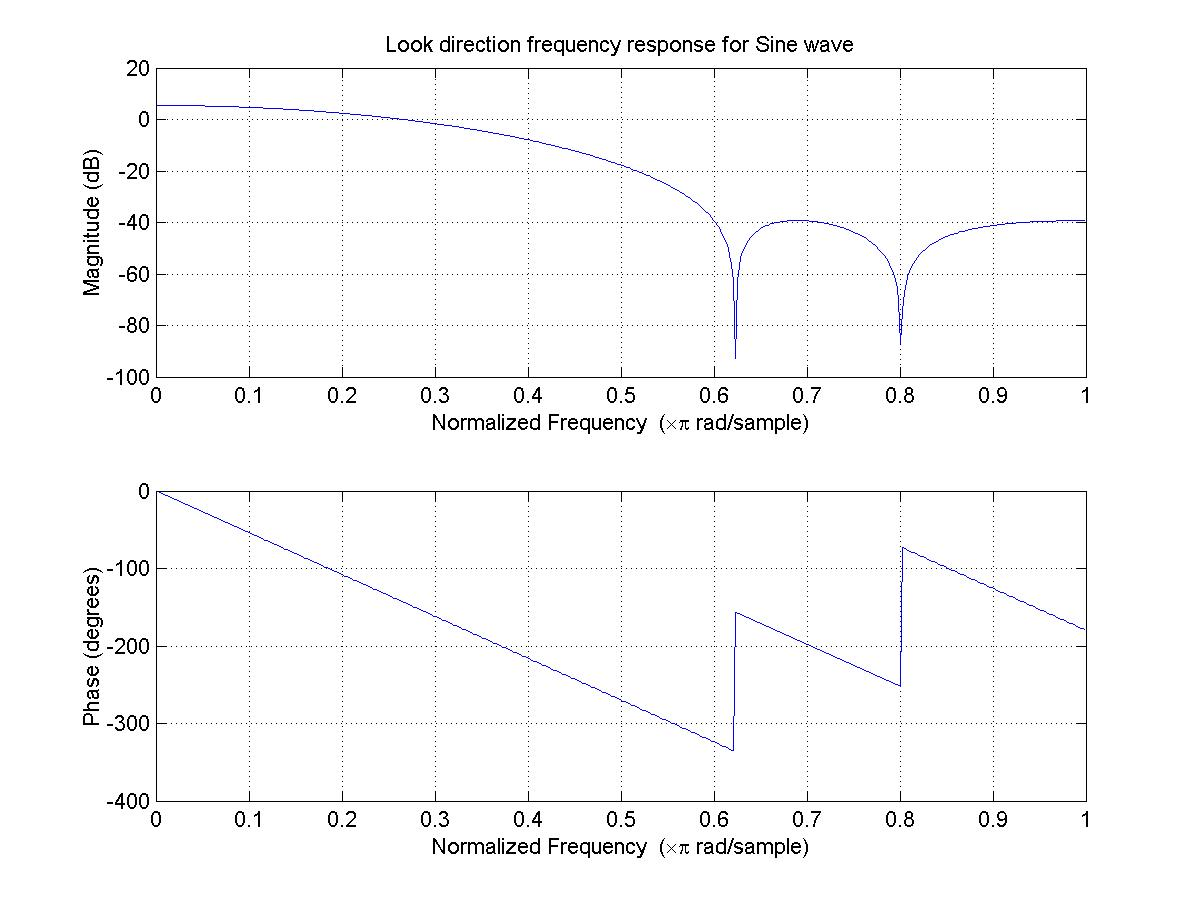 Look direction frequency response for Sine wave
20
0
-20
-40
-60
-80
-100
Magnitude (dB)
0 0.1 0.2 0.3 0.4 0.5 0.6 0.7 0.8 0.9 1
Normalized Frequency (×π rad/sample)
0
-100
-200
-300
-400
Phase (degrees)
0 0.1 0.2 0.3 0.4 0.5 0.6 0.7 0.8 0.9 1
Normalized Frequency (×π rad/sample)